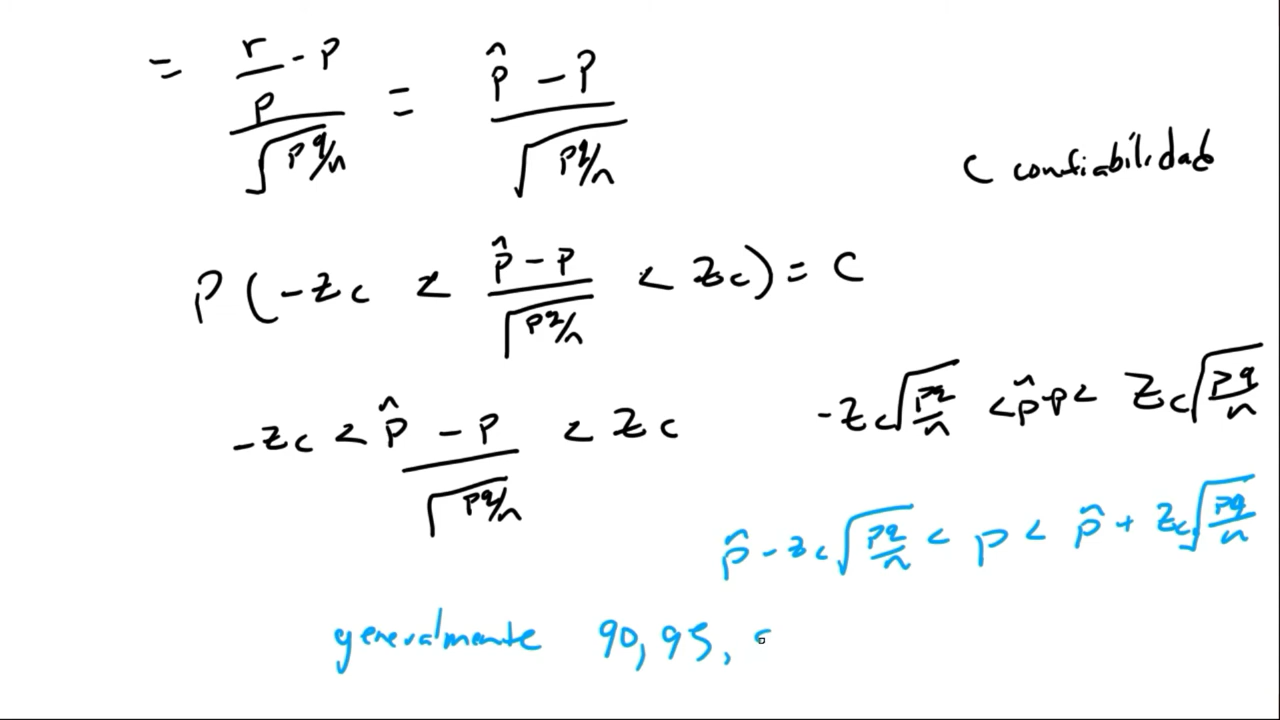 = (r/p - p)/√(pq/n) = (p̂ - p)/√(pq/n)
c confiabilidad
P(-zc < (p̂ - p)/√(pq/n) < zc) = c
-zc < (p̂ - p)/√(pq/n) < zc
-zc√(pq/n) < p̂-p < zc√(pq/n)
p̂ - zc√(pq/n) < p < p̂ + zc√(pq/n)
generalmente 90, 95,